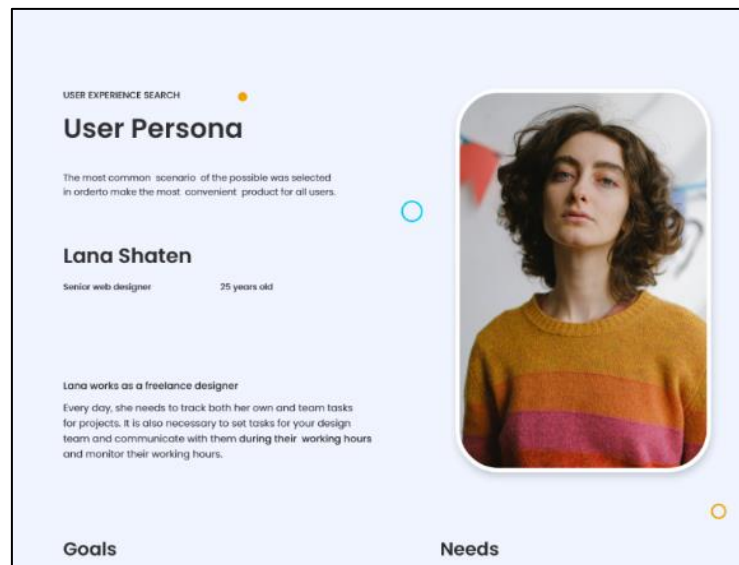 USER EXPERIENCE SEARCH
User Persona
The most common scenario of the possible was selected
in orderto make the most convenient product for all users.
Lana Shaten
Senior web designer 25 years old
Lana works as a freelance designer
Every day, she needs to track both her own and team tasks
for projects. It is also necessary to set tasks for your design
team and communicate with them during their working hours
and monitor their working hours.
Goals Needs